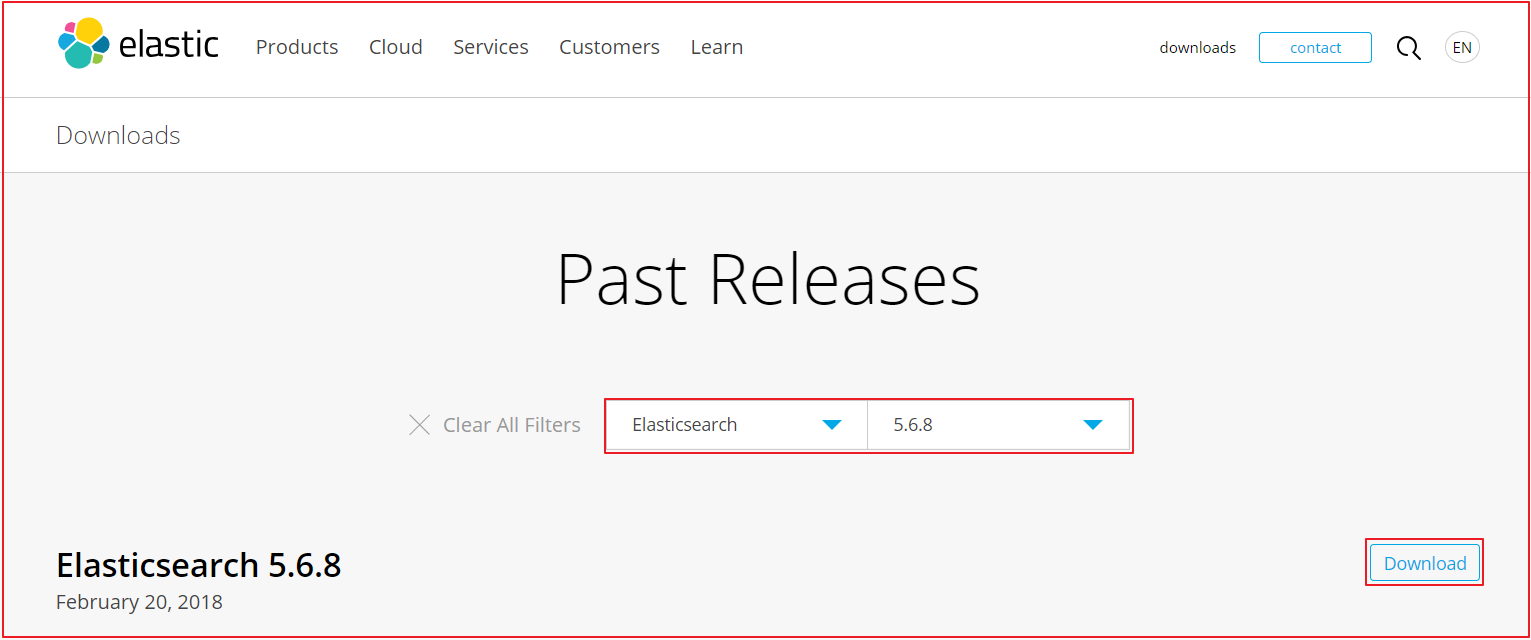 elastic Products Cloud Services Customers Learn downloads contact EN
Downloads
Past Releases
Clear All Filters Elasticsearch 5.6.8
Elasticsearch 5.6.8 Download
February 20, 2018